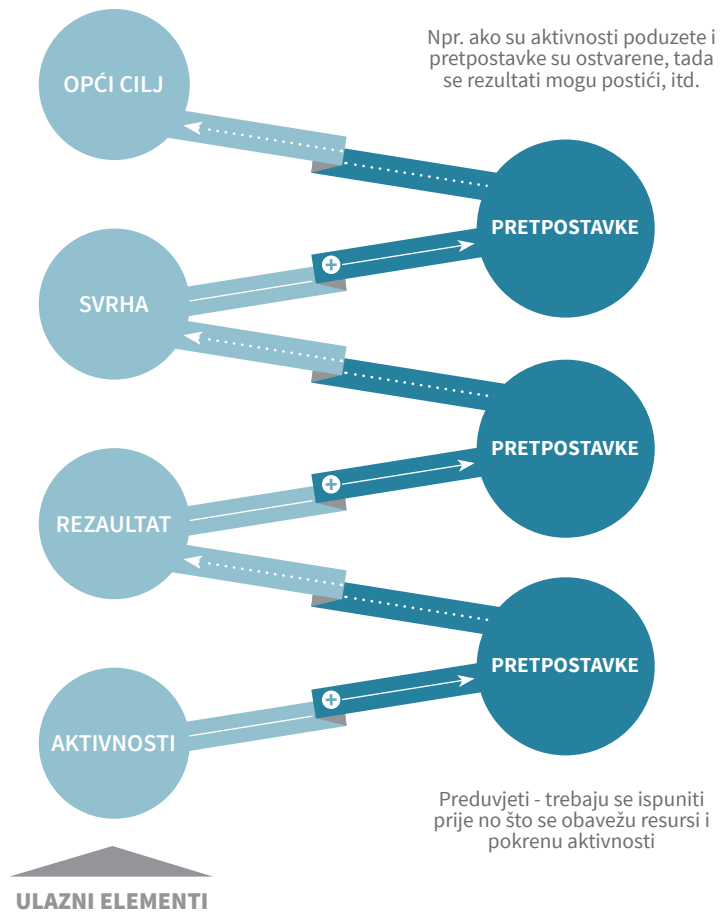 Npr. ako su aktivnosti poduzete i
pretpostavke su ostvarene, tada
se rezultati mogu postići, itd.
OPĆI CILJ
PRETPOSTAVKE
SVRHA
PRETPOSTAVKE
REZAULTAT
PRETPOSTAVKE
AKTIVNOSTI
Preduvjeti - trebaju se ispuniti
prije no što se obavežu resursi i
pokrenu aktivnosti
ULAZNI ELEMENTI